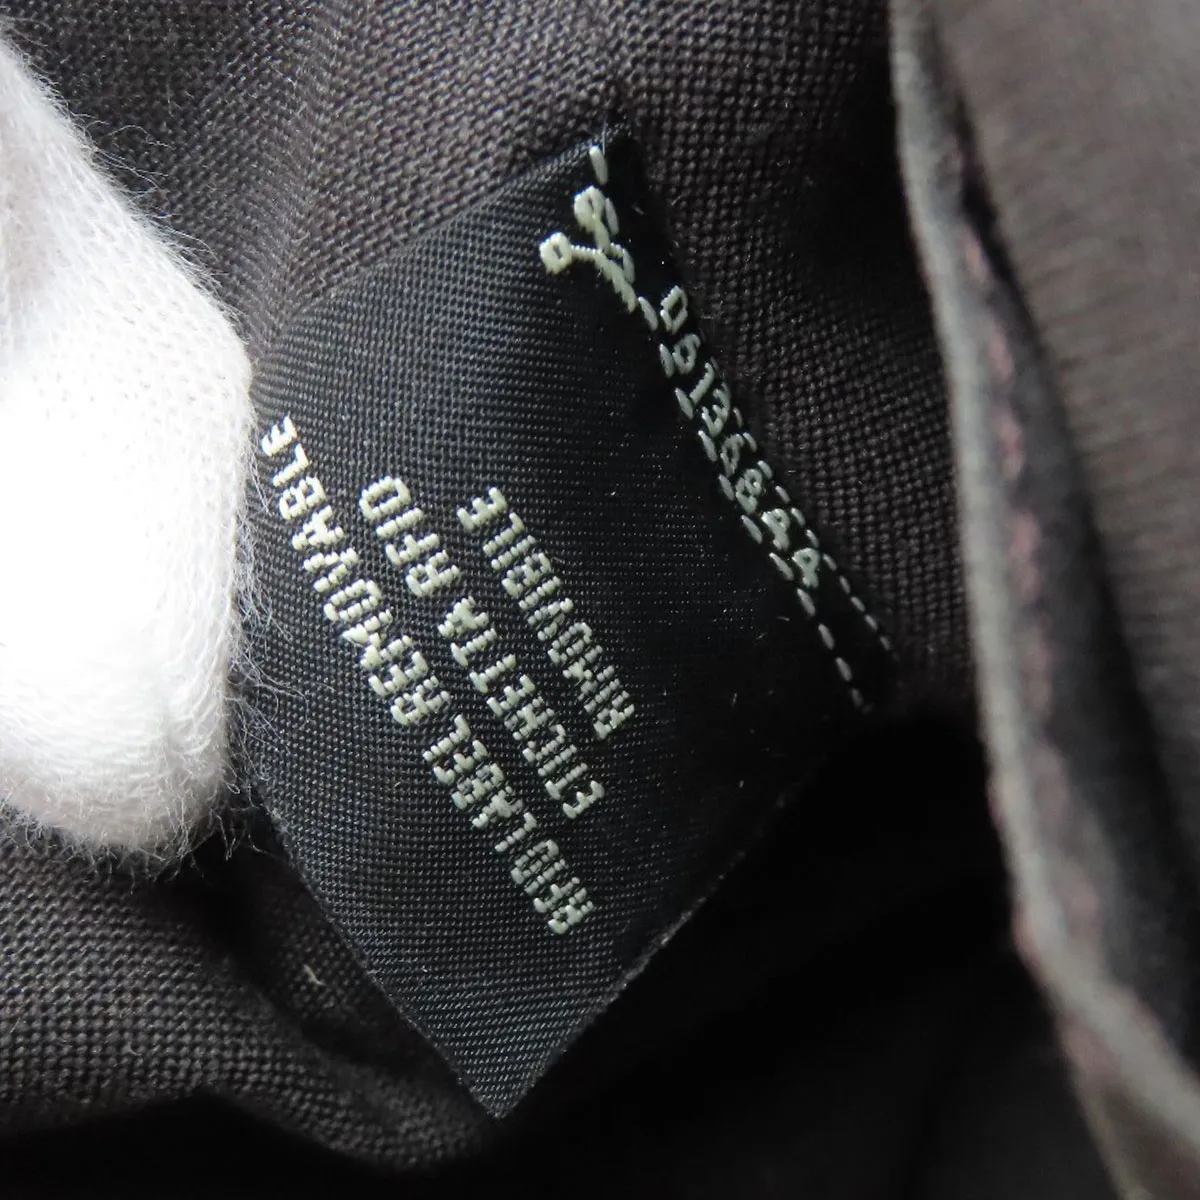 RFID LABEL REMOVABLE
ETICHETTA RFID
RIMOVIBILE